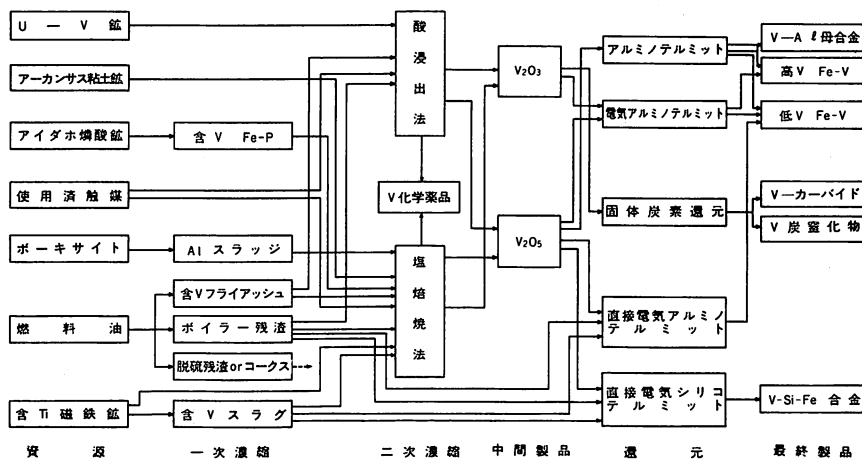 U－V鉱
アーカンサス粘土鉱
アイダホ燐酸鉱
使用済触媒
ボーキサイト
燃料油
含Ti磁鉄鉱
資源
含V Fe-P
Alスラッジ
含Vフライアッシュ
ボイラー残渣
脱硫残渣orコークス
含Vスラグ
一次濃縮
酸浸出法
V化学薬品
塩焙焼法
二次濃縮
V2O3
V2O5
中間製品
アルミノテルミット
電気アルミノテルミット
固体炭素還元
直接電気アルミノ
テルミット
直接電気シリコ
テルミット
還元
V－Aℓ母合金
高V Fe-V
低V Fe-V
V－カーバイド
V炭窒化物
V-Si-Fe合金
最終製品